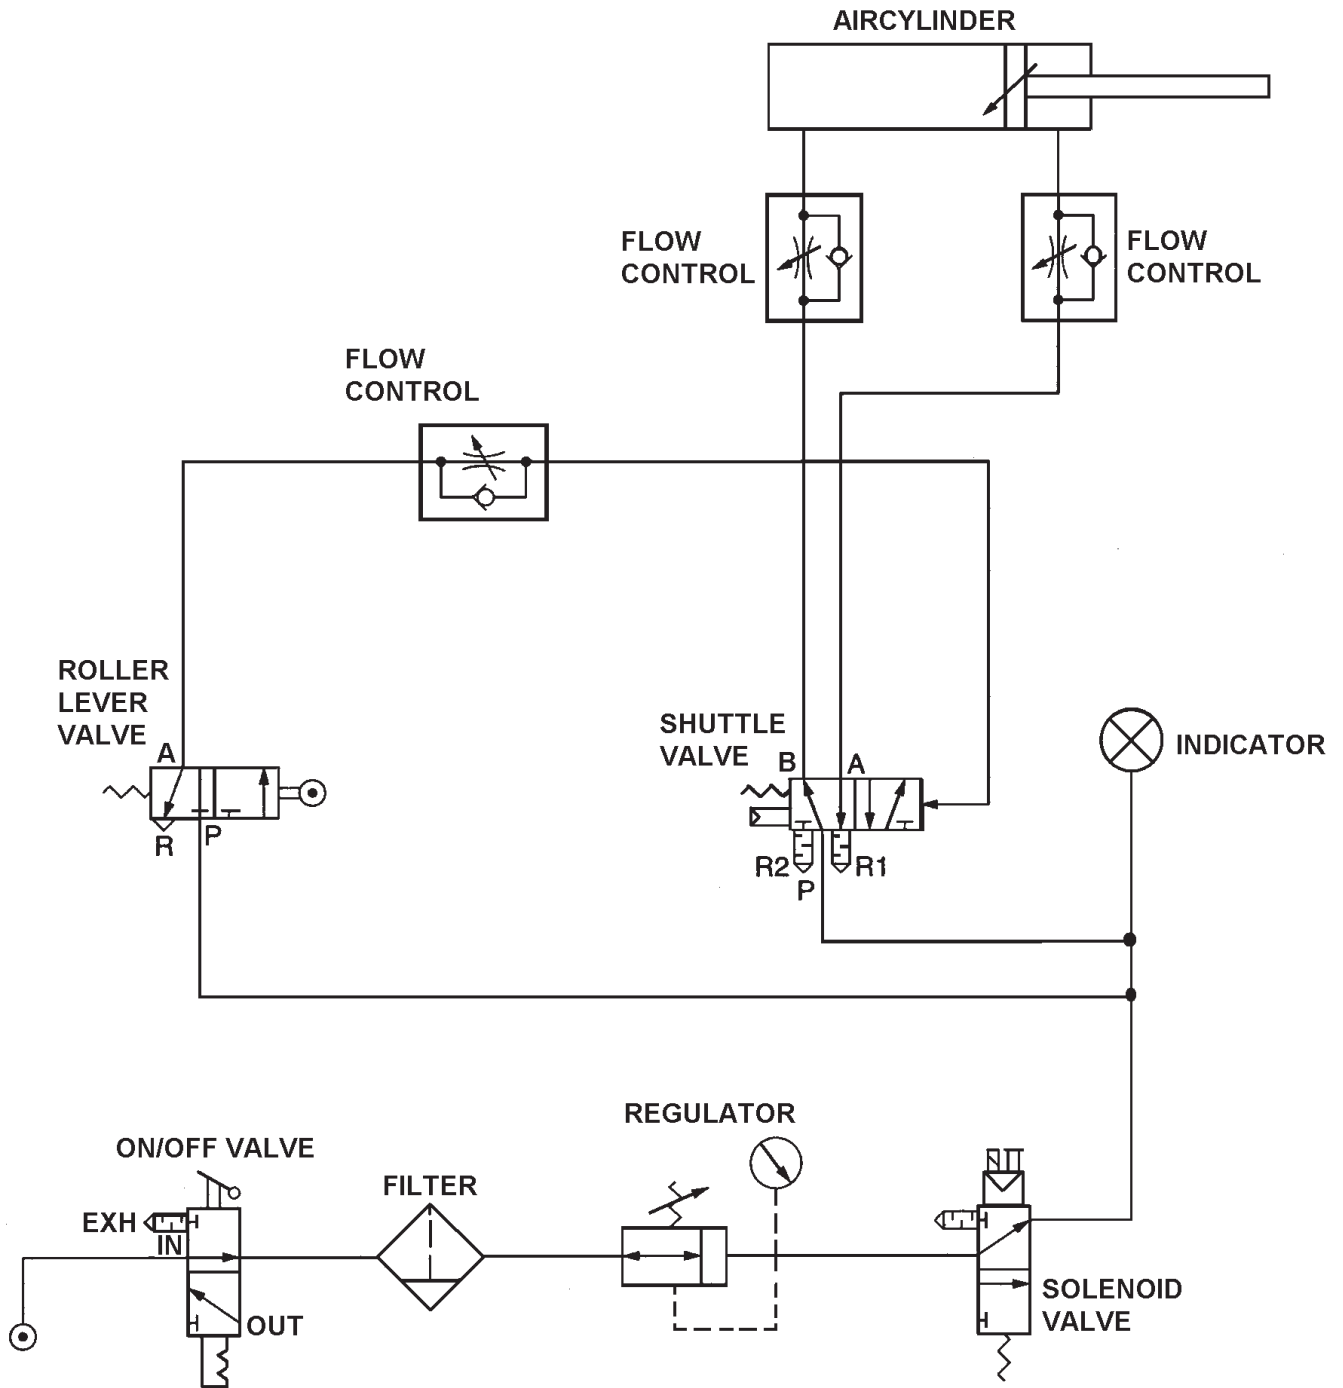 AIRCYLINDER
FLOW
CONTROL
FLOW
CONTROL
FLOW
CONTROL
ROLLER
LEVER
VALVE
A
R
P
SHUTTLE
VALVE
B
A
R2
P
R1
INDICATOR
REGULATOR
ON/OFF VALVE
FILTER
EXH
IN
OUT
SOLENOID
VALVE